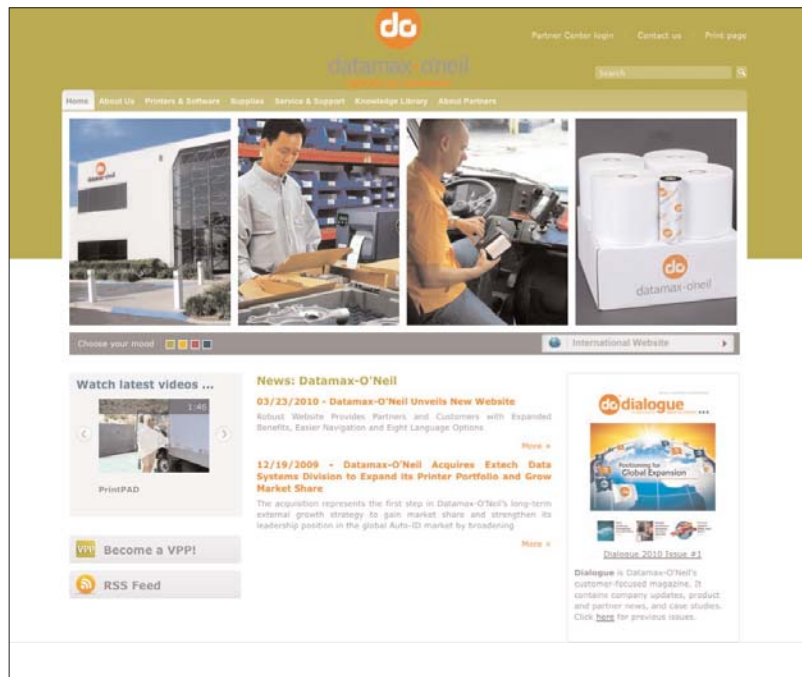 do
datamax·o'neil
Partner Center login Contact us Print page
Search
Home About Us Printers & Software Supplies Service & Support Knowledge Library About Partners
do
datamax·o'neil
do
datamax·o'neil
Choose your mood
International Website
Watch latest videos ...
1:46
PrintPAD
VPP Become a VPP!
RSS Feed
News: Datamax-O'Neil
03/23/2010 - Datamax-O'Neil Unveils New Website
Robust Website Provides Partners and Customers with Expanded
Benefits, Easier Navigation and Eight Language Options
More »
12/19/2009 - Datamax-O'Neil Acquires Extech Data
Systems Division to Expand its Printer Portfolio and Grow
Market Share
The acquisition represents the first step in Datamax-O'Neil's long-term
external growth strategy to gain market share and strengthen its
leadership position in the global Auto-ID market by broadening
More »
do dialogue
Positioning for
Global Expansion
do
Dialogue 2010 Issue #1
Dialogue is Datamax-O'Neil's
customer-focused magazine. It
contains company updates, product
and partner news, and case studies.
Click here for previous issues.